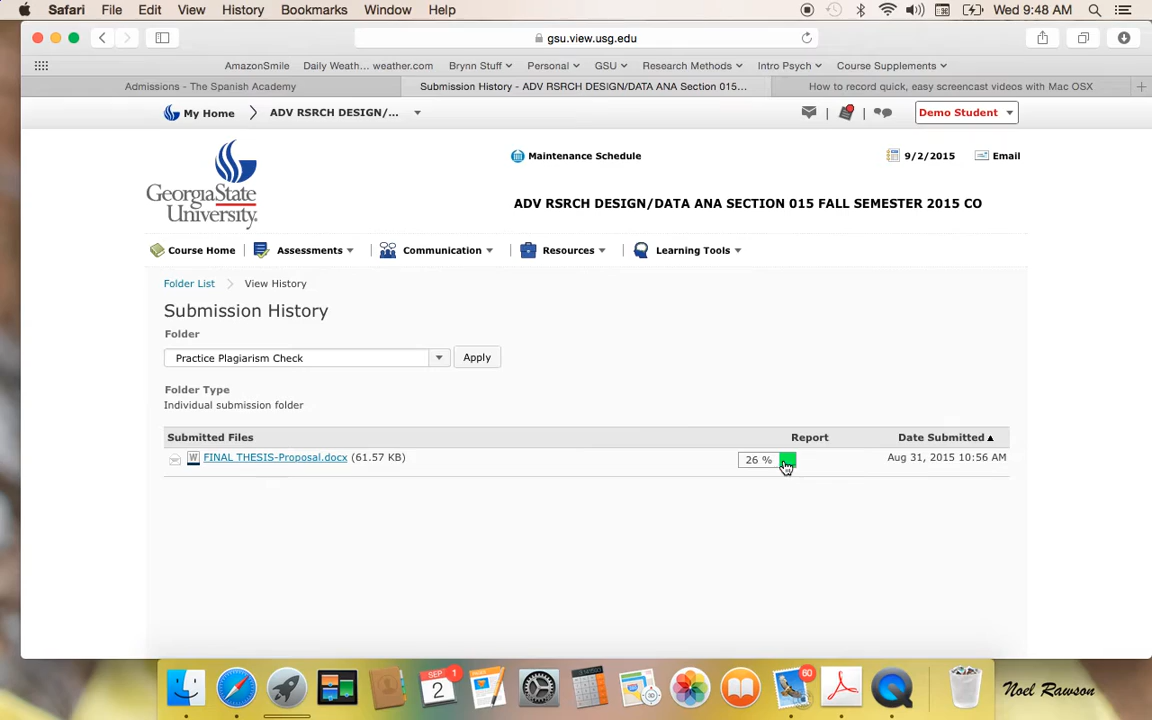 Safari File Edit View History Bookmarks Window Help Wed 9:48 AM
gsu.view.usg.edu
AmazonSmile Daily Weath... weather.com Brynn Stuff Personal GSU Research Methods Intro Psych Course Supplements
Admissions - The Spanish Academy Submission History - ADV RSRCH DESIGN/DATA ANA Section 015... How to record quick, easy screencast videos with Mac OSX
My Home ADV RSRCH DESIGN/... Demo Student
Maintenance Schedule 9/2/2015 Email
GeorgiaState
University.
ADV RSRCH DESIGN/DATA ANA SECTION 015 FALL SEMESTER 2015 CO
Course Home Assessments Communication Resources Learning Tools
Folder List View History
Submission History
Folder
Practice Plagiarism Check Apply
Folder Type
Individual submission folder
Submitted Files Report Date Submitted
FINAL THESIS-Proposal.docx (61.57 KB) 26 % Aug 31, 2015 10:56 AM
SEP 1
2
30
60
Noel Rawson